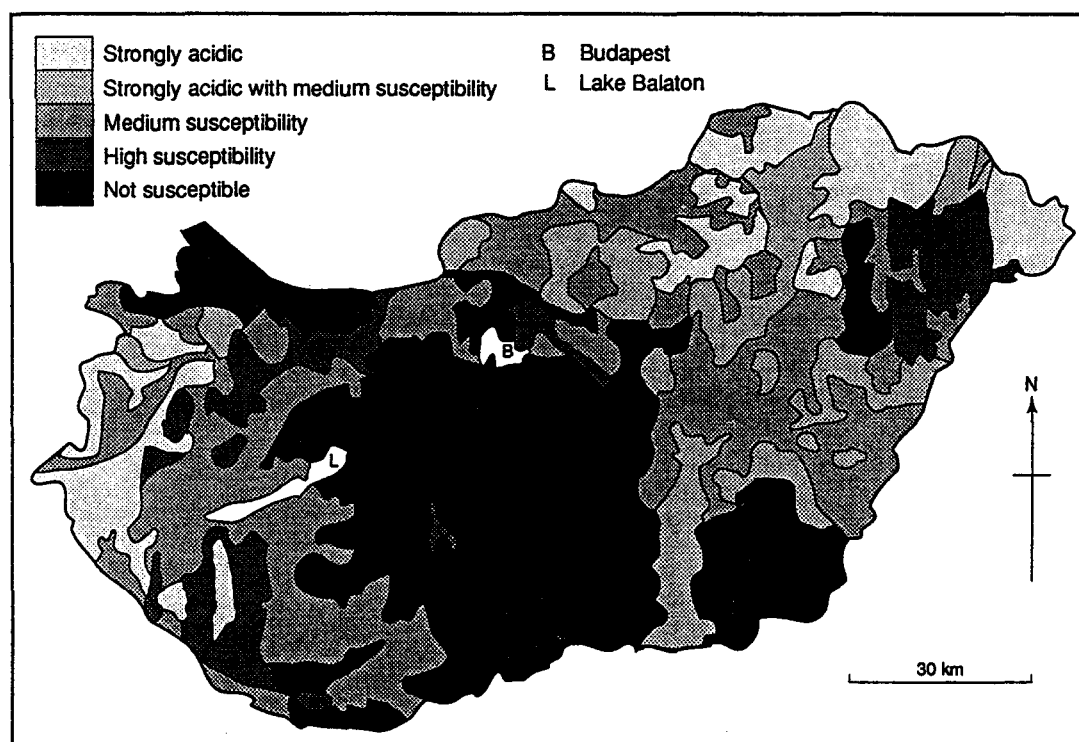 Strongly acidic
Strongly acidic with medium susceptibility
Medium susceptibility
High susceptibility
Not susceptible
B Budapest
L Lake Balaton
B
N
L
30 km